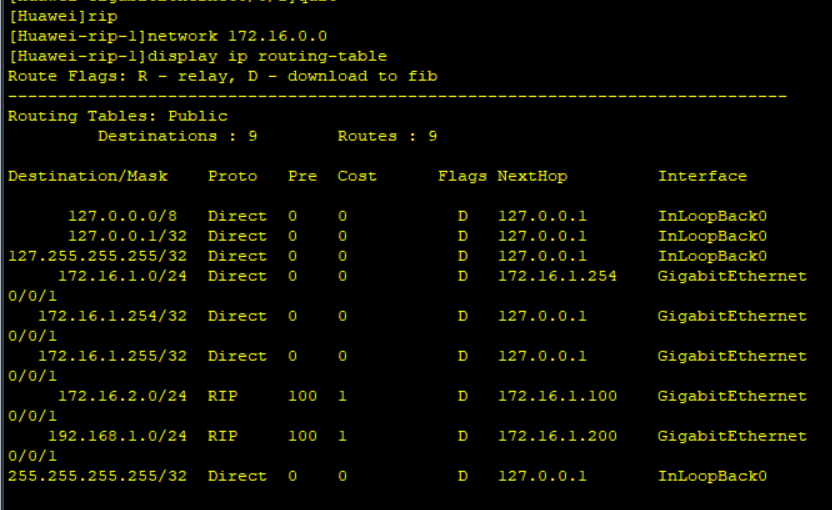 [Huawei]rip
[Huawei-rip-1]network 172.16.0.0
[Huawei-rip-1]display ip routing-table
Route Flags: R - relay, D - download to fib
------------------------------------------------------------------------------
Routing Tables: Public
         Destinations : 9        Routes : 9

Destination/Mask    Proto   Pre  Cost      Flags NextHop         Interface

      127.0.0.0/8   Direct  0    0           D   127.0.0.1       InLoopBack0
      127.0.0.1/32  Direct  0    0           D   127.0.0.1       InLoopBack0
127.255.255.255/32  Direct  0    0           D   127.0.0.1       InLoopBack0
     172.16.1.0/24  Direct  0    0           D   172.16.1.254    GigabitEthernet
0/0/1
   172.16.1.254/32  Direct  0    0           D   127.0.0.1       GigabitEthernet
0/0/1
   172.16.1.255/32  Direct  0    0           D   127.0.0.1       GigabitEthernet
0/0/1
     172.16.2.0/24  RIP     100  1           D   172.16.1.100    GigabitEthernet
0/0/1
    192.168.1.0/24  RIP     100  1           D   172.16.1.200    GigabitEthernet
0/0/1
255.255.255.255/32  Direct  0    0           D   127.0.0.1       InLoopBack0